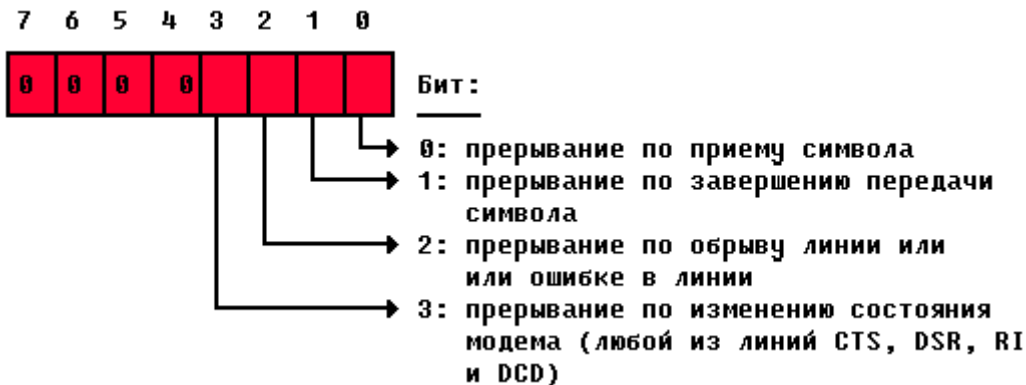 7 6 5 4 3 2 1 0
0 0 0 0
Бит:
0: прерывание по приему символа
1: прерывание по завершению передачи
символа
2: прерывание по обрыву линии или
или ошибке в линии
3: прерывание по изменению состояния
модема (любой из линий CTS, DSR, RI
и DCD)